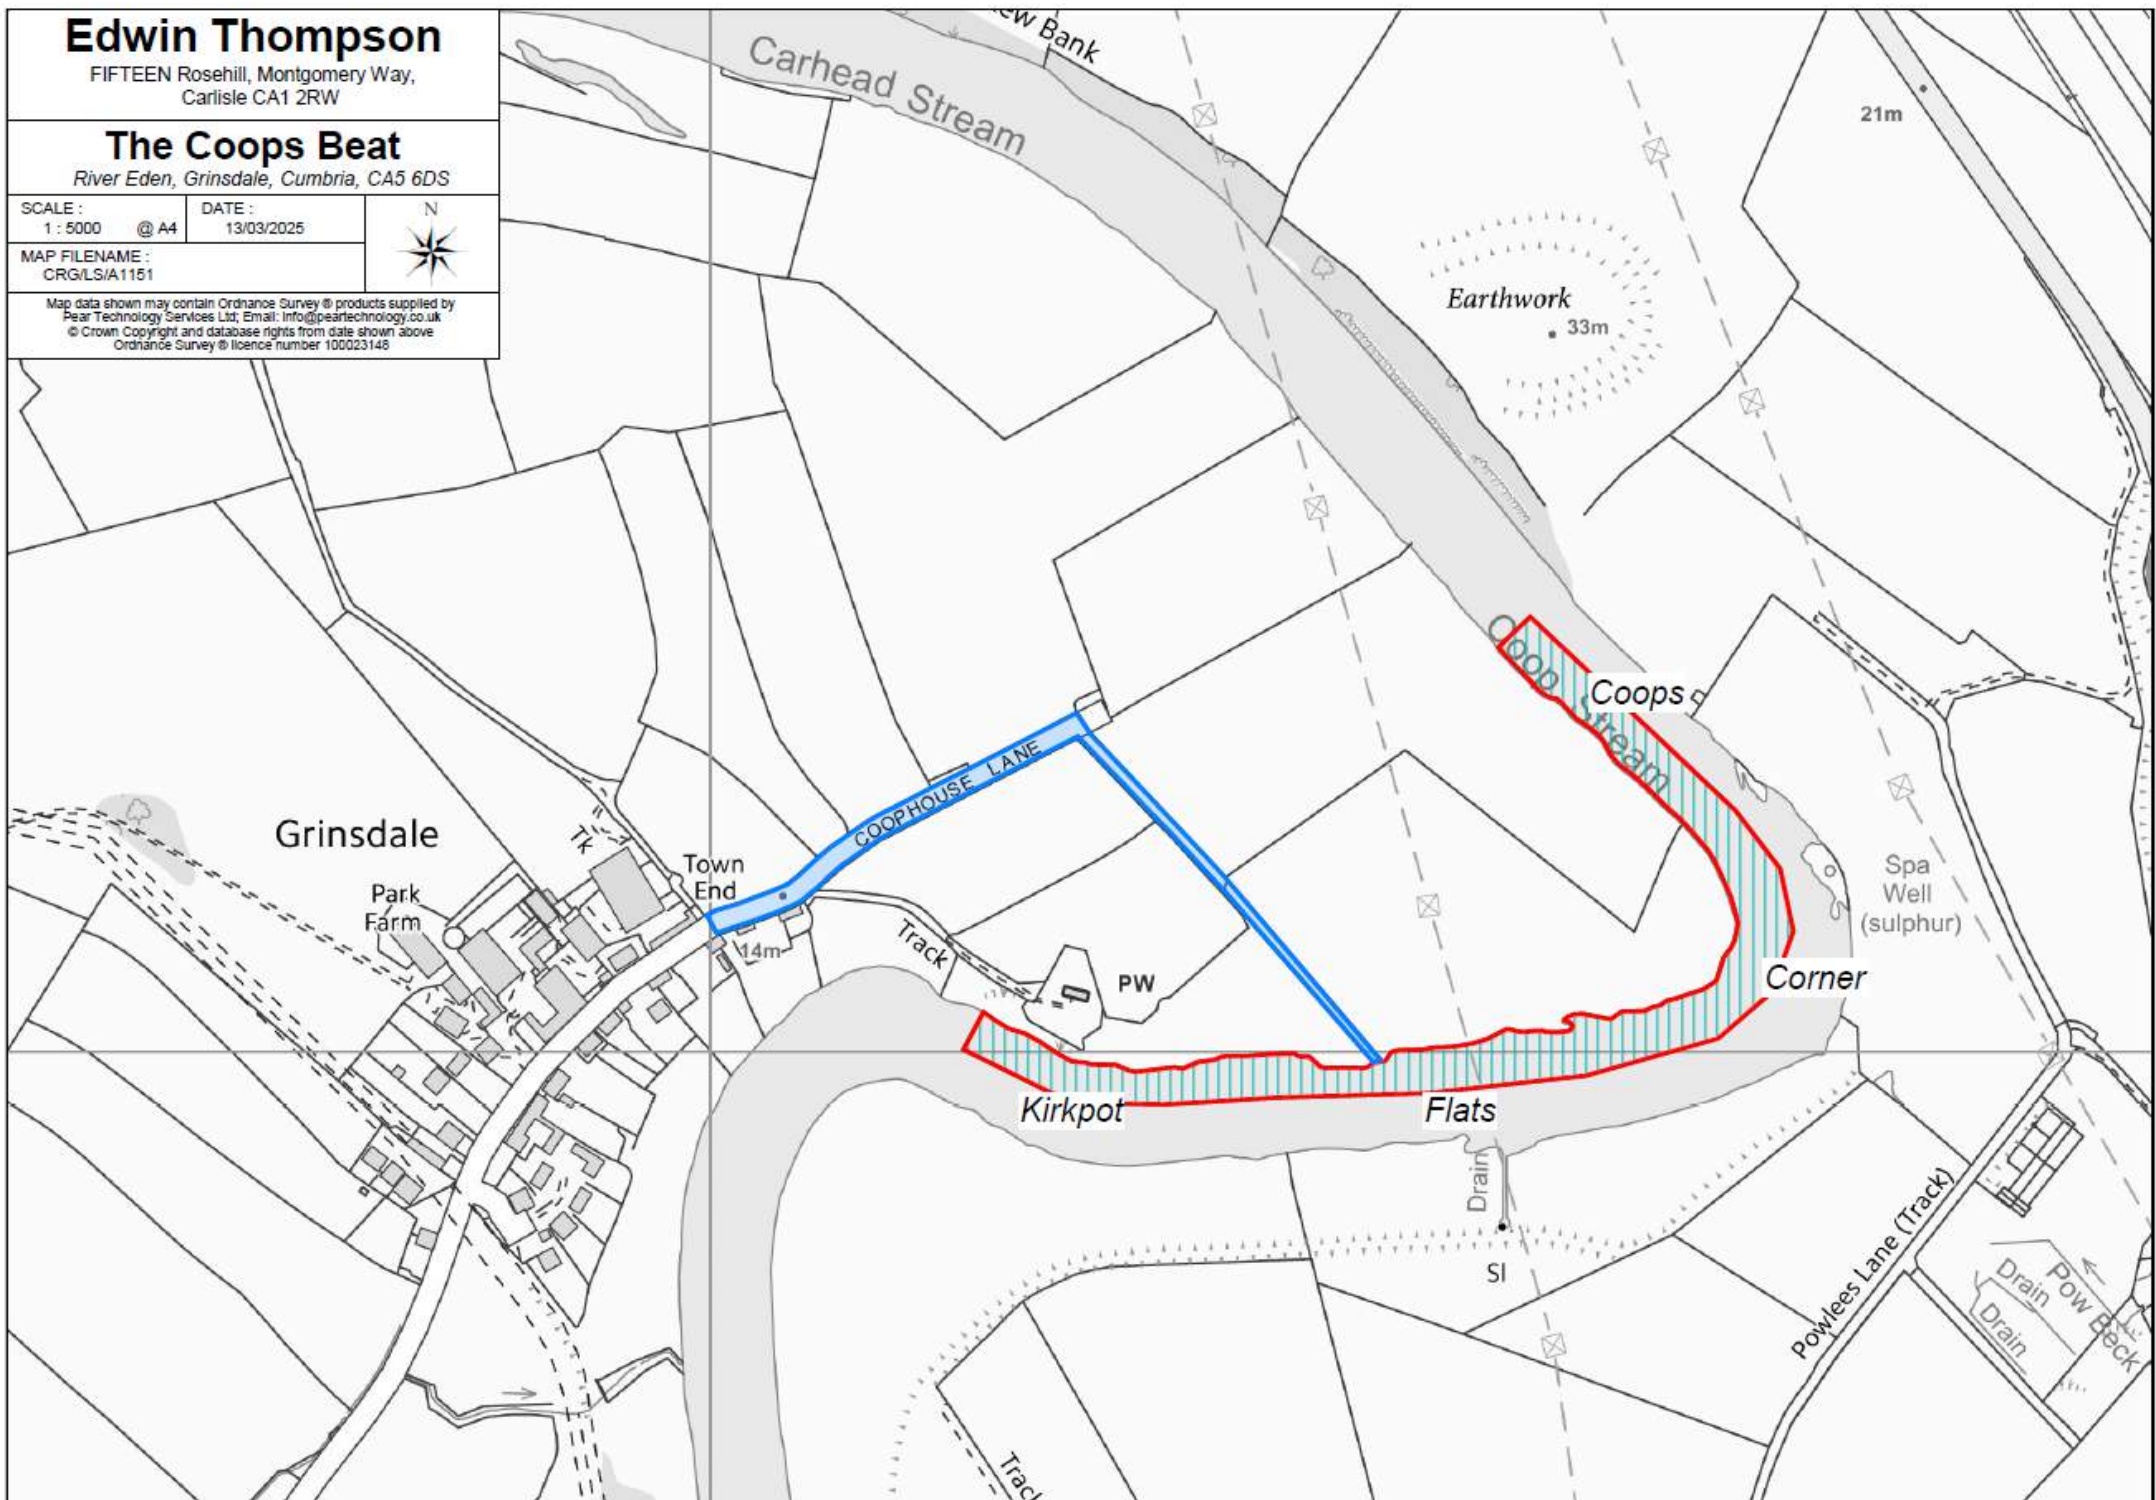 Edwin Thompson
FIFTEEN Rosehill, Montgomery Way,
Carlisle CA1 2RW
The Coops Beat
River Eden, Grinsdale, Cumbria, CA5 6DS
SCALE :
1 : 5000 @ A4
DATE :
13/03/2025
N
MAP FILENAME :
CRG/LS/A1151
Map data shown may contain Ordnance Survey ® products supplied by
Pear Technology Services Ltd; Email: info@peartechnology.co.uk
© Crown Copyright and database rights from date shown above
Ordnance Survey ® licence number 100023148
Bank
Carhead Stream
21m
Earthwork
33m
Coop Stream
Coops
COOPHOUSE LANE
Grinsdale
Tk
Town
End
Park
Farm
14m
Track
PW
Spa
Well
(sulphur)
Corner
Kirkpot
Flats
Drain
SI
Powlees Lane (Track)
Drain
Drain
Pow Beck
Track